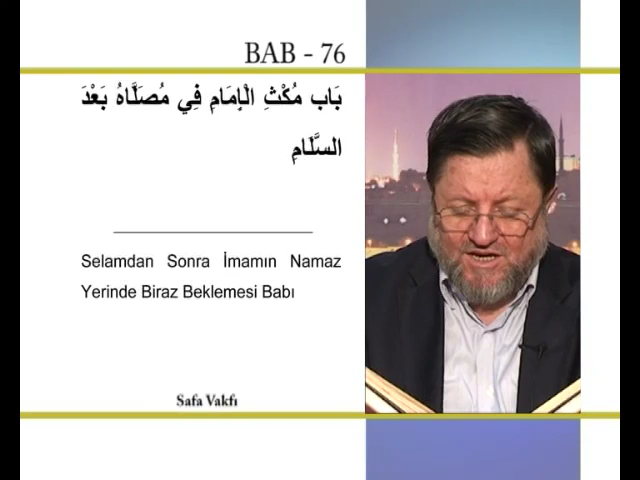 BAB - 76
بَاب مُكْثِ الْإِمَامِ فِي مُصَلَّاهُ بَعْدَ
السَّلَامِ
Selamdan Sonra İmamın Namaz
Yerinde Biraz Beklemesi Babı
Safa Vakfı